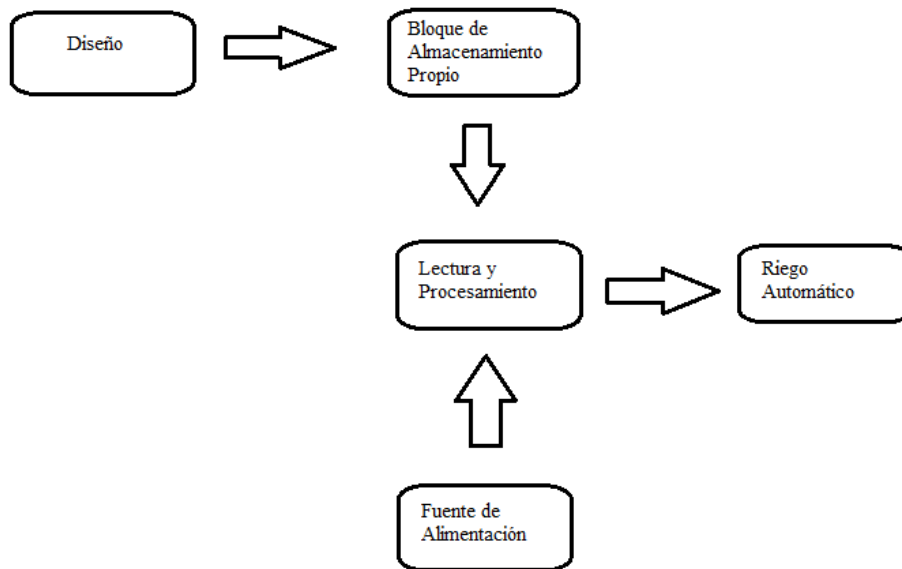 Diseño
Bloque de
Almacenamiento
Propio
Lectura y
Procesamiento
Riego
Automático
Fuente de
Alimentación